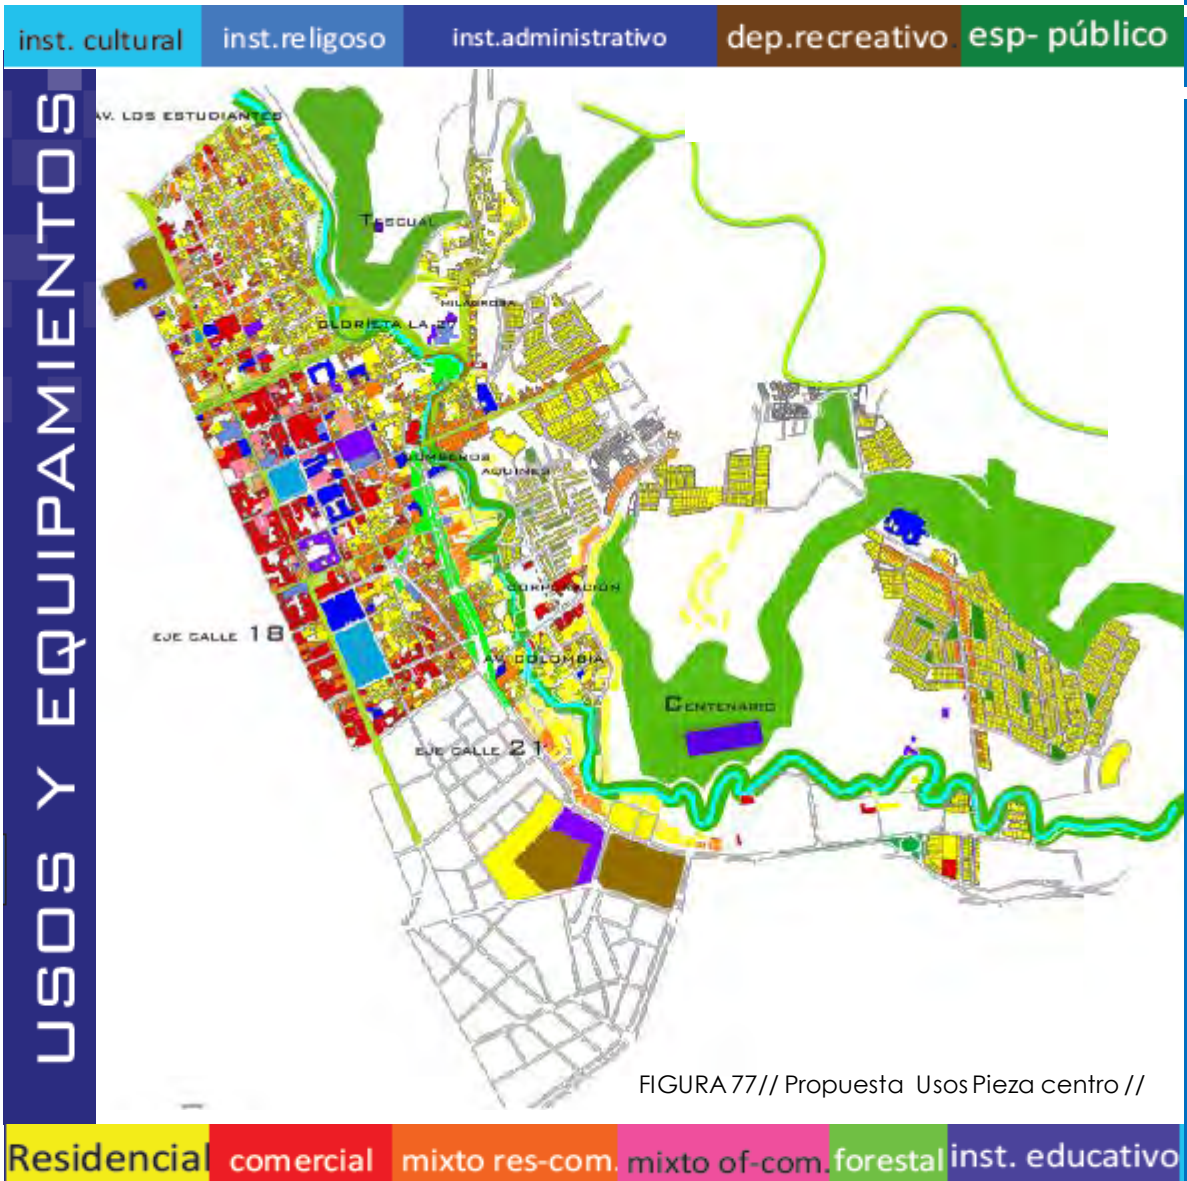 inst. cultural
inst.religoso
inst.administrativo
dep.recreativo.
esp- público
USOS Y EQUIPAMIENTOS
AV. LOS ESTUDIANTES
TESCUAL
MILAGROSA
GLORIETA LA 27
BOMBEROS
AQUINES
CORPORACIÓN
EJE CALLE 18
AV. COLOMBIA
CENTENARIO
EJE CALLE 21
FIGURA 77// Propuesta Usos Pieza centro //
Residencial
comercial
mixto res-com.
mixto of-com.
forestal
inst. educativo